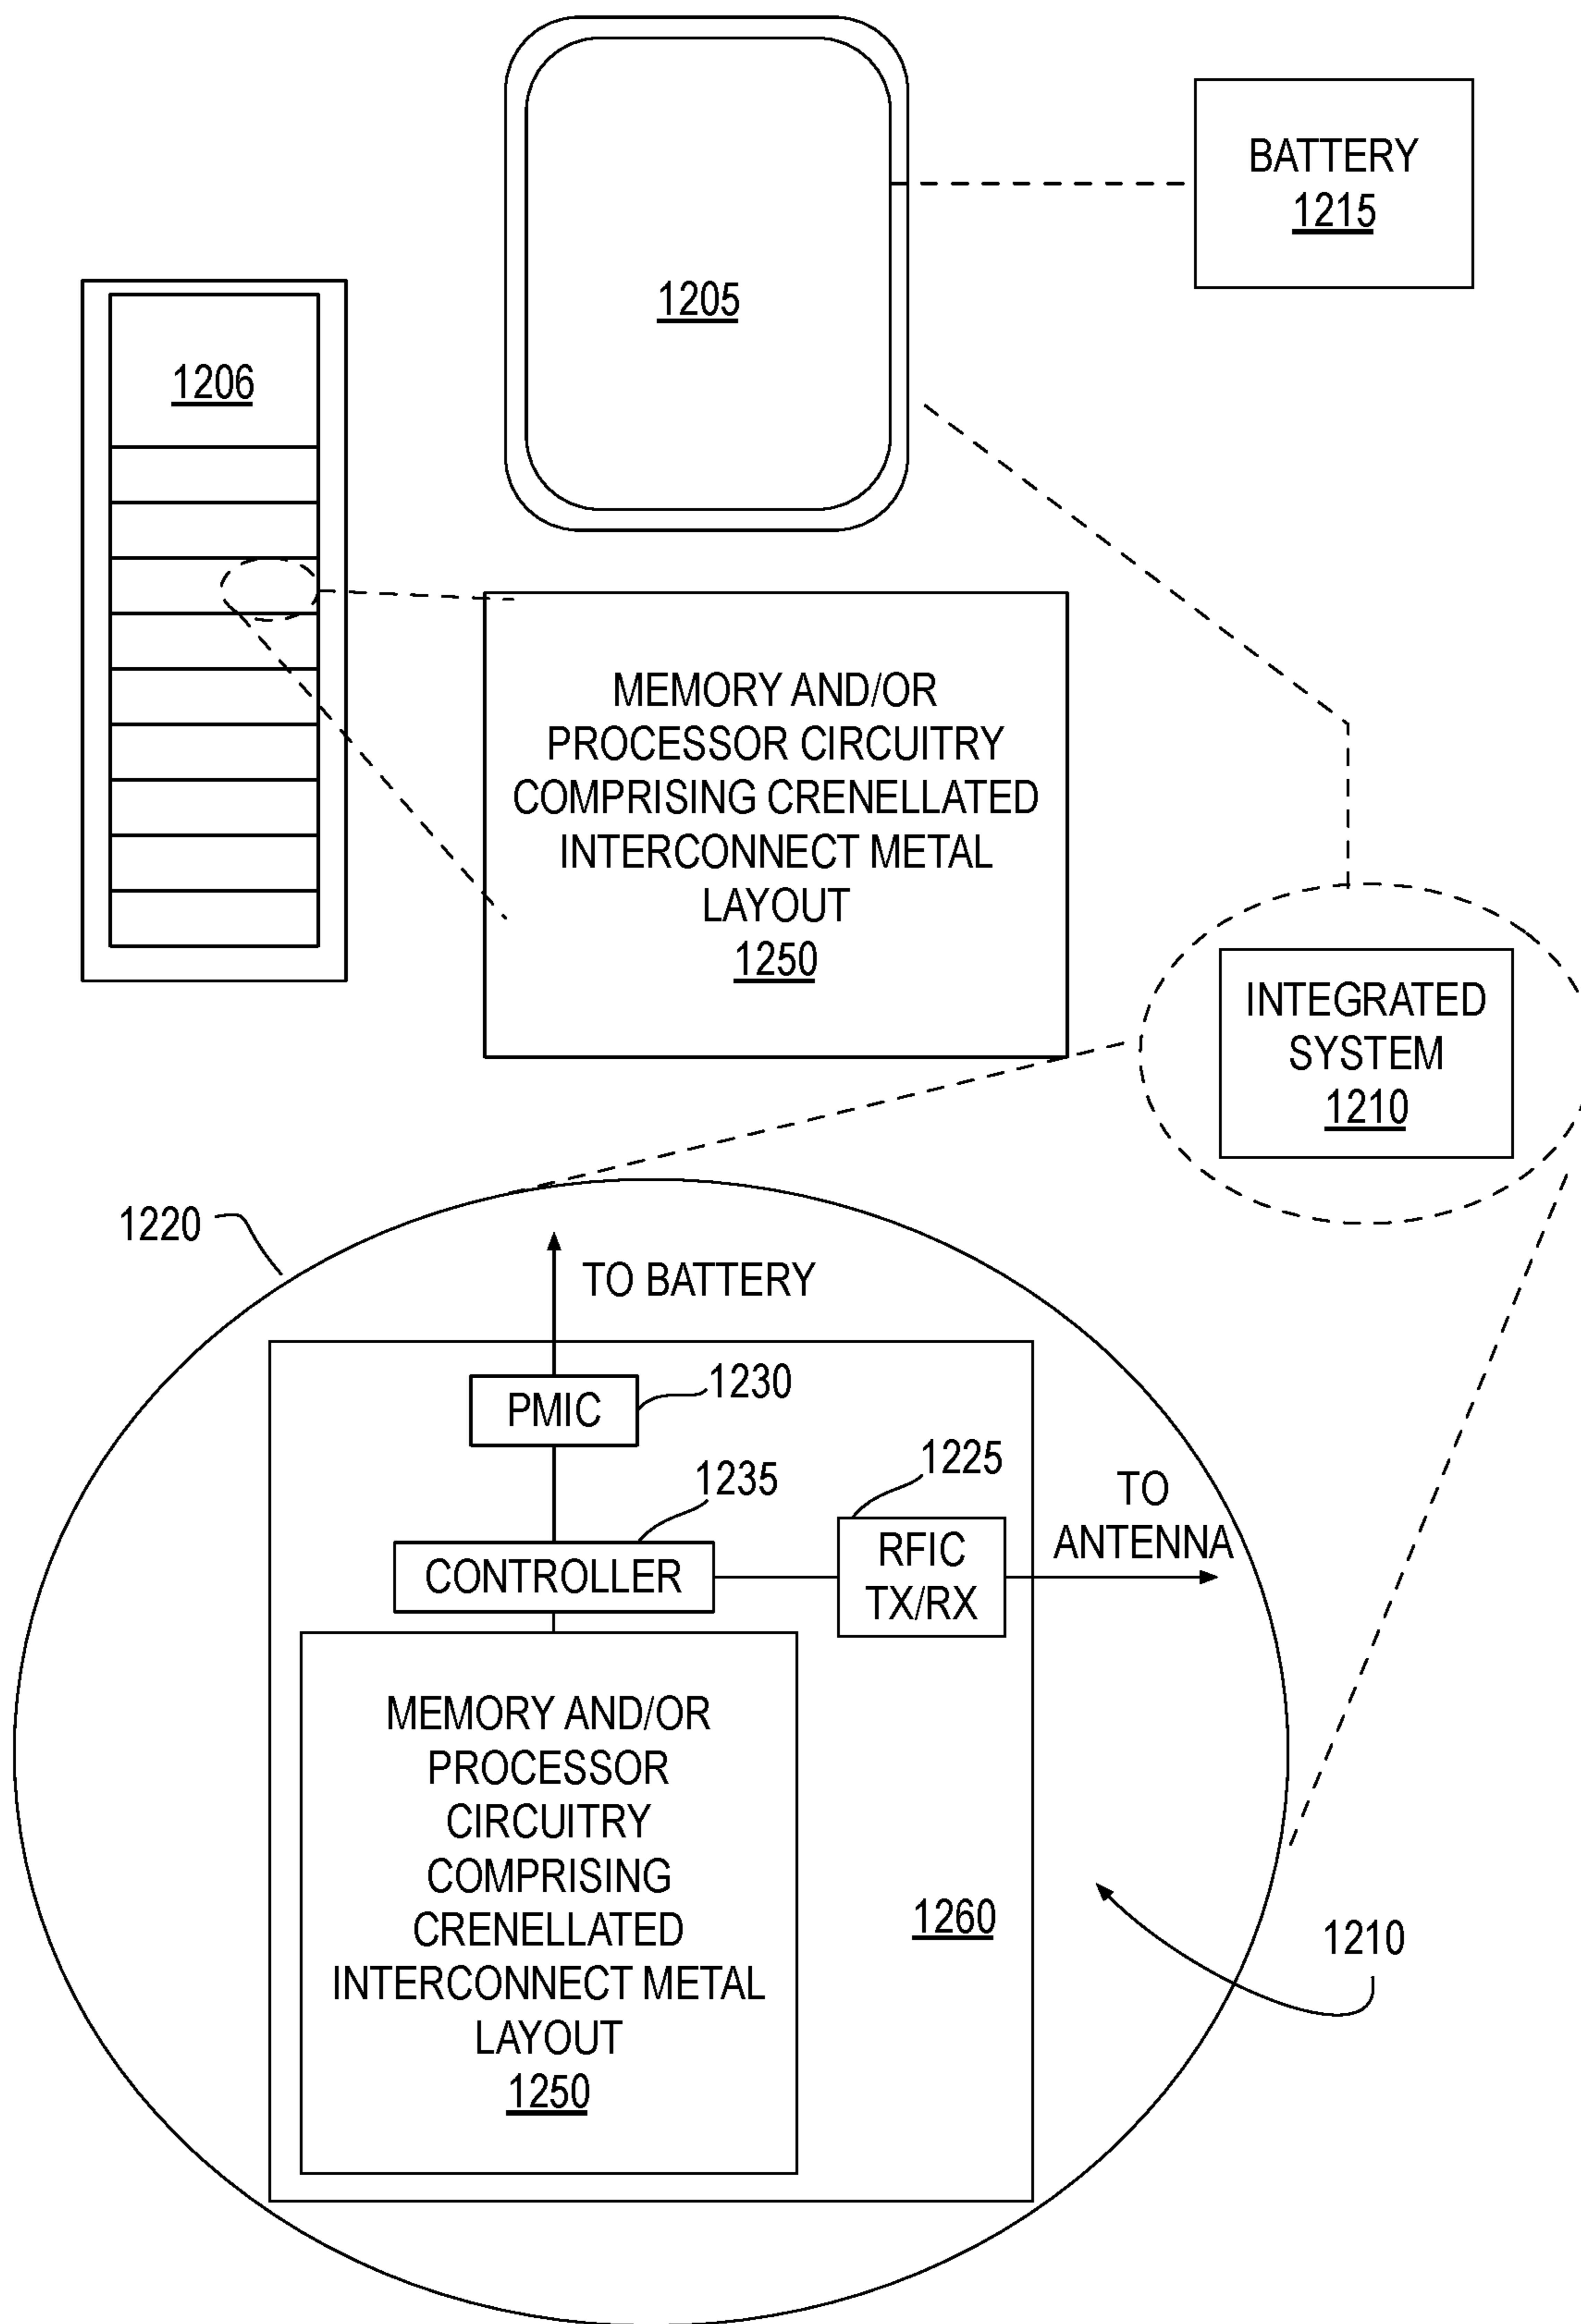 BATTERY
1215
1205
1206
MEMORY AND/OR
PROCESSOR CIRCUITRY
COMPRISING CRENELLATED
INTERCONNECT METAL
LAYOUT
1250
INTEGRATED
SYSTEM
1210
1220
TO BATTERY
PMIC
1230
1235
1225
TO
ANTENNA
CONTROLLER
RFIC
TX/RX
MEMORY AND/OR
PROCESSOR
CIRCUITRY
COMPRISING
CRENELLATED
INTERCONNECT METAL
LAYOUT
1250
1260
1210